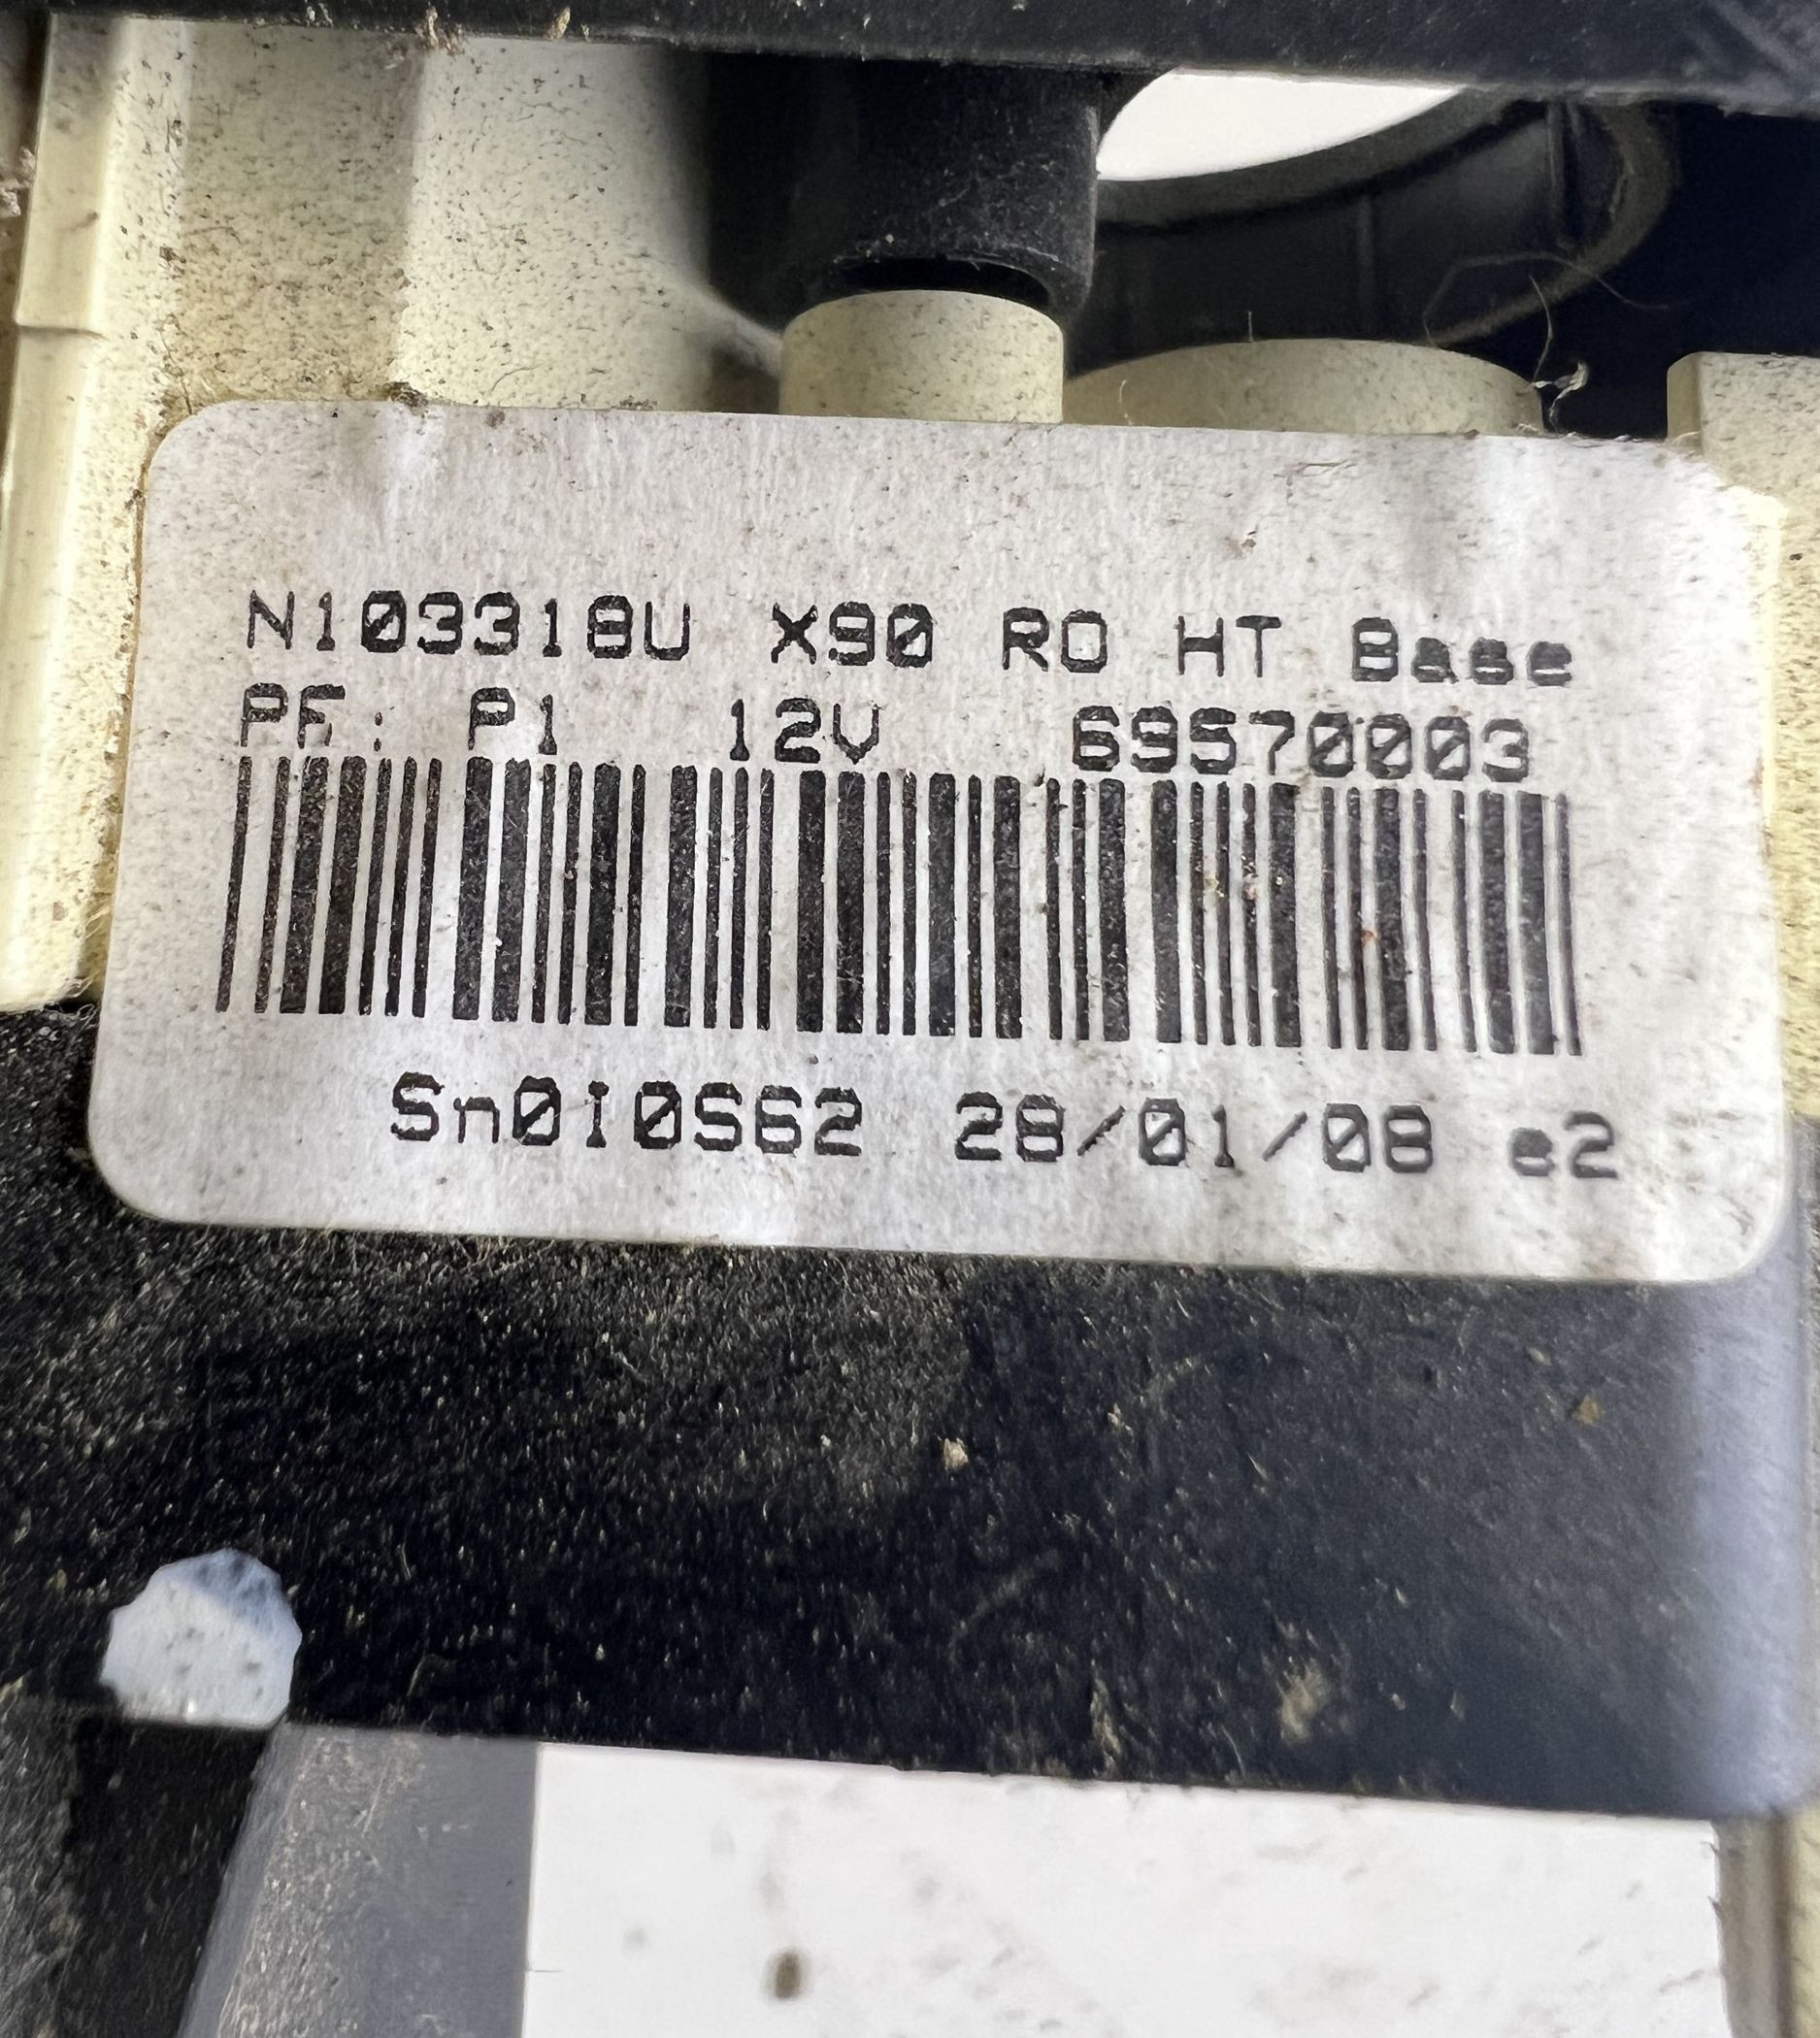 N103318U X90 RO HT Base
PF: P1 12V 69570003
Sn0I0S62 28/01/08 e2